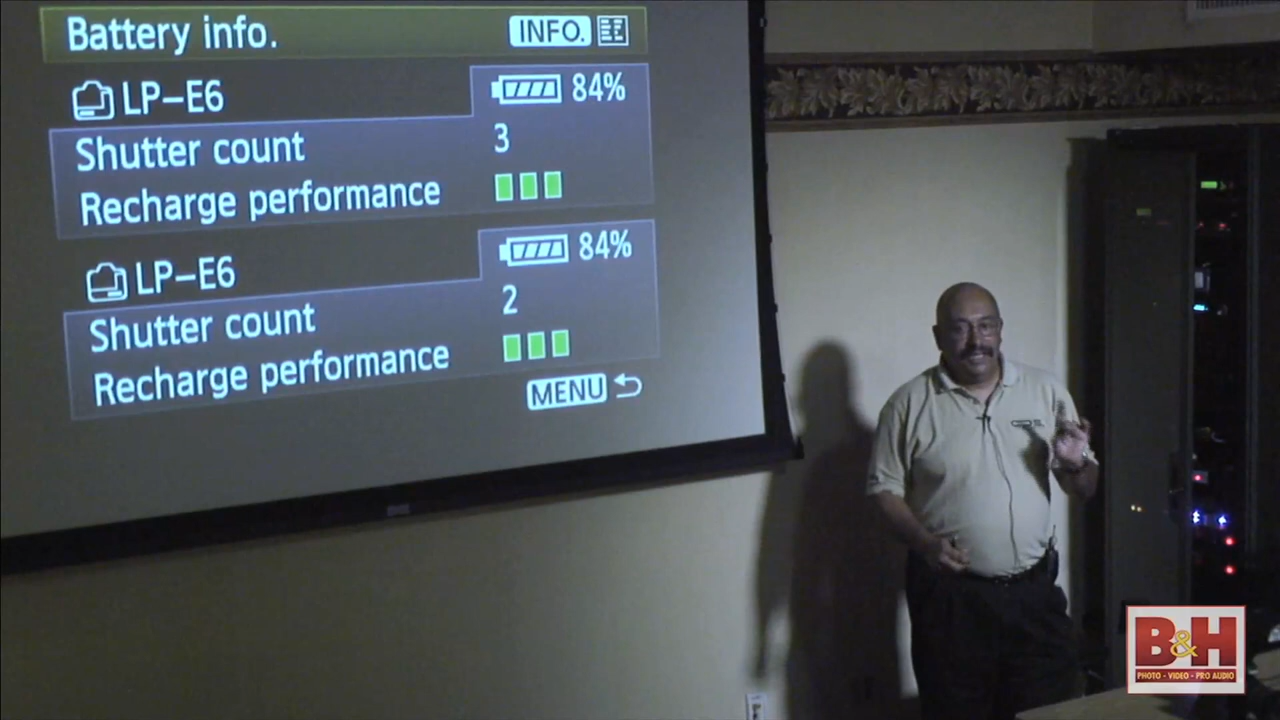 Battery info. INFO.
LP-E6 84%
Shutter count 3
Recharge performance
LP-E6 84%
Shutter count 2
Recharge performance
MENU
B&H
PHOTO - VIDEO - PRO AUDIO